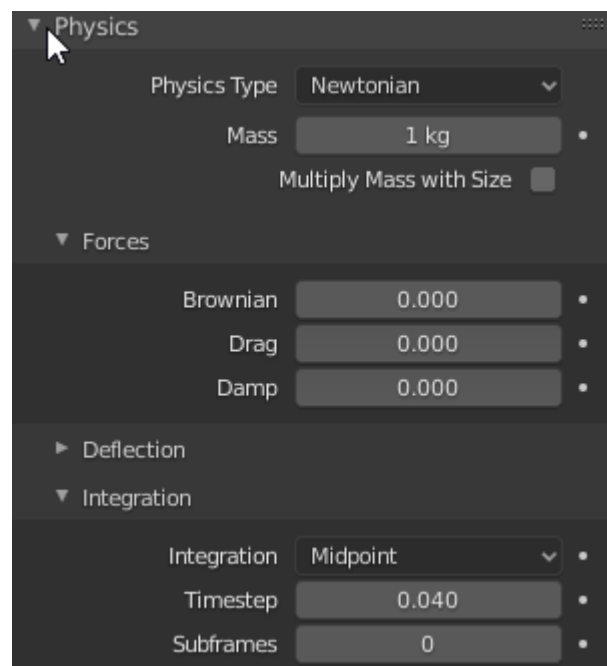 Physics
Physics Type Newtonian
Mass 1 kg
Multiply Mass with Size
Forces
Brownian 0.000
Drag 0.000
Damp 0.000
Deflection
Integration
Integration Midpoint
Timestep 0.040
Subframes 0